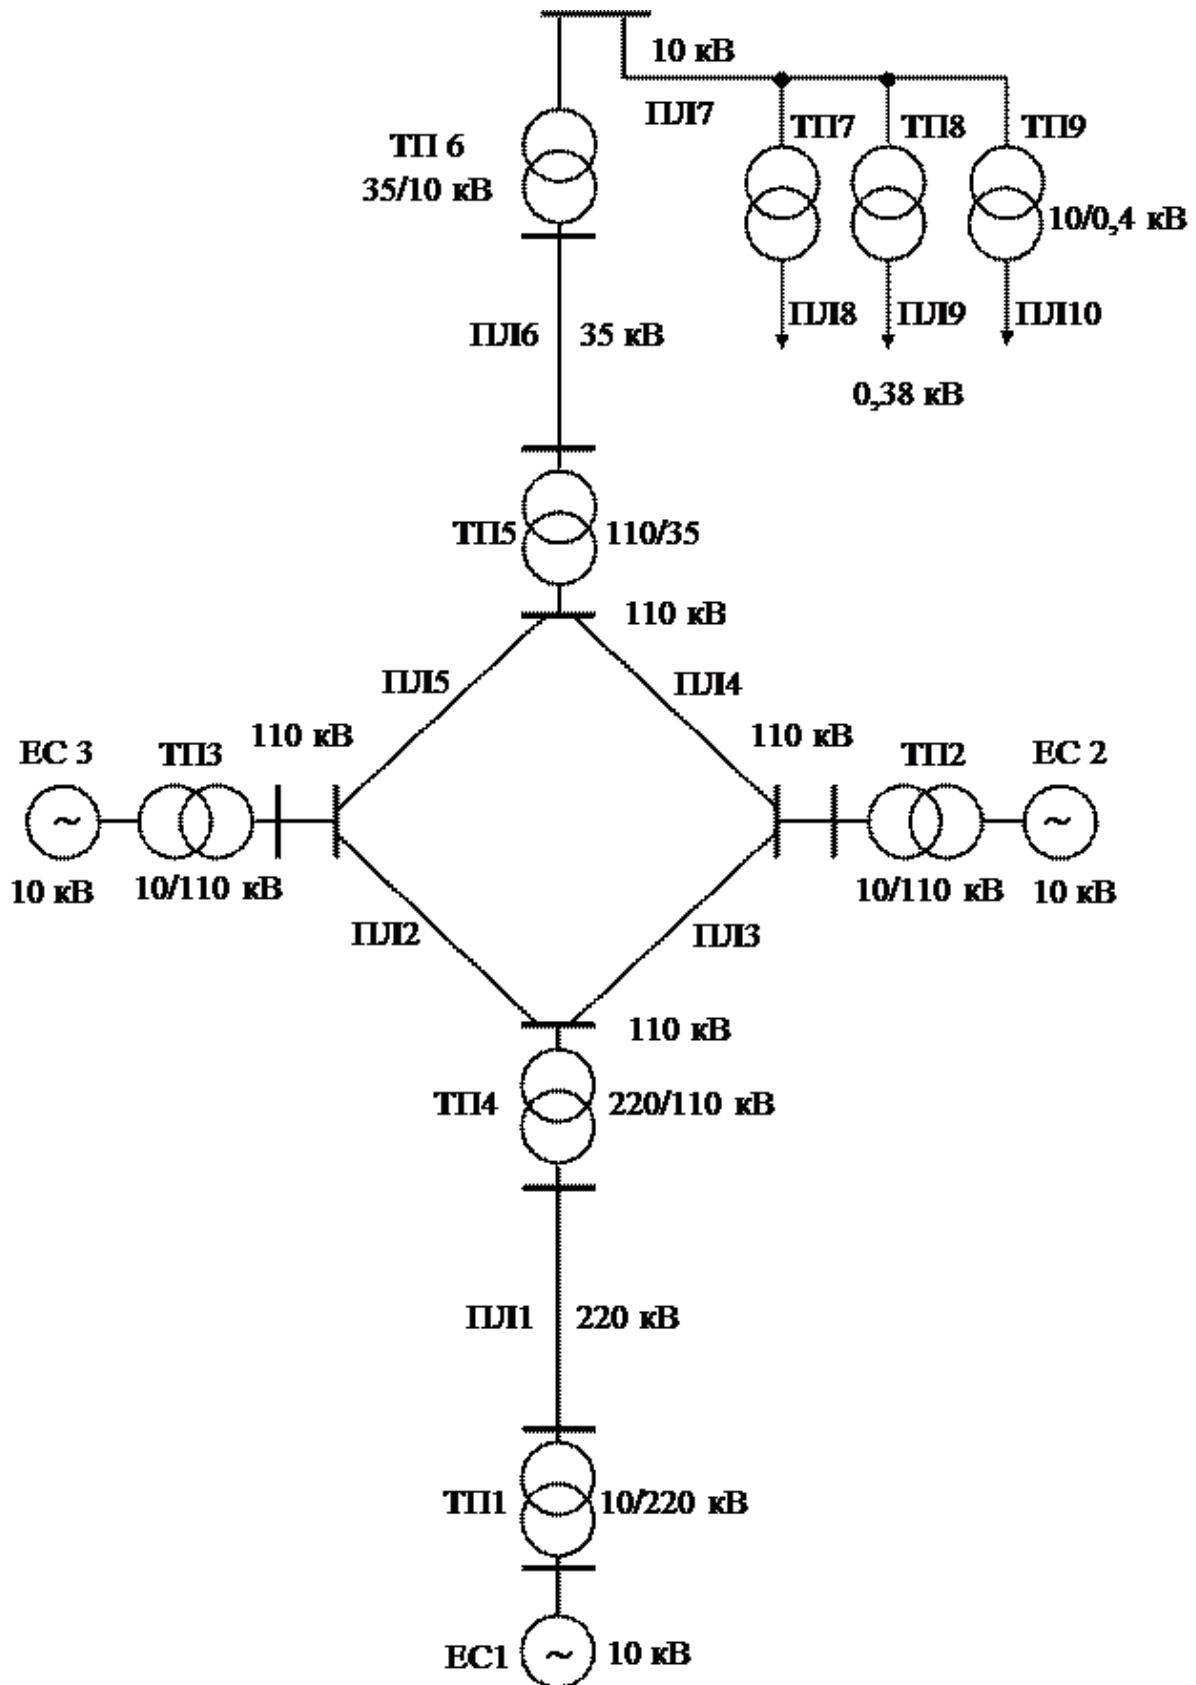 10 кВ
ПЛ7
ТП7
ТП8
ТП9
ТП 6
35/10 кВ
10/0,4 кВ
ПЛ8
ПЛ9
ПЛ10
ПЛ6
35 кВ
0,38 кВ
ТП5
110/35
110 кВ
ПЛ5
ПЛ4
ЕС 3
ТП3
110 кВ
110 кВ
ТП2
ЕС 2
~
~
10 кВ
10/110 кВ
10/110 кВ
10 кВ
ПЛ2
ПЛ3
110 кВ
ТП4
220/110 кВ
ПЛ1
220 кВ
ТП1
10/220 кВ
ЕС1
~
10 кВ